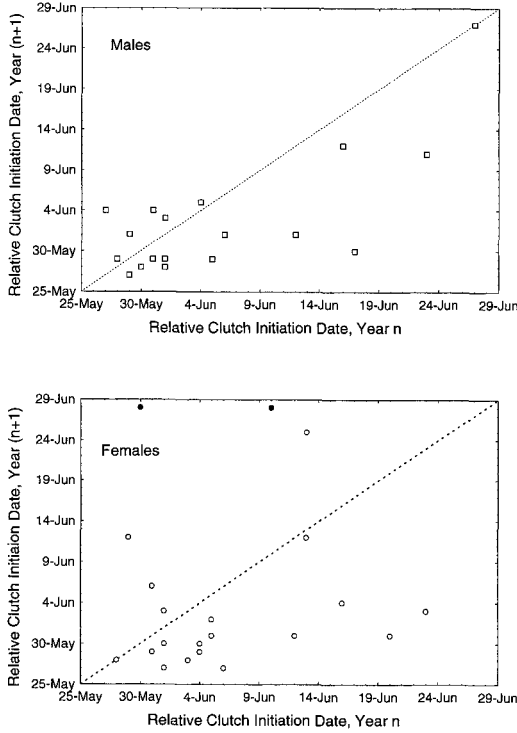 29-Jun
24-Jun
19-Jun
14-Jun
9-Jun
4-Jun
30-May
25-May
Relative Clutch Initiation Date, Year (n+1)
Males
25-May 30-May 4-Jun 9-Jun 14-Jun 19-Jun 24-Jun 29-Jun
Relative Clutch Initiation Date, Year n
29-Jun
24-Jun
19-Jun
14-Jun
9-Jun
4-Jun
30-May
25-May
Relative Clutch Initiaion Date, Year (n+1)
Females
25-May 30-May 4-Jun 9-Jun 14-Jun 19-Jun 24-Jun 29-Jun
Relative Clutch Initiation Date, Year n